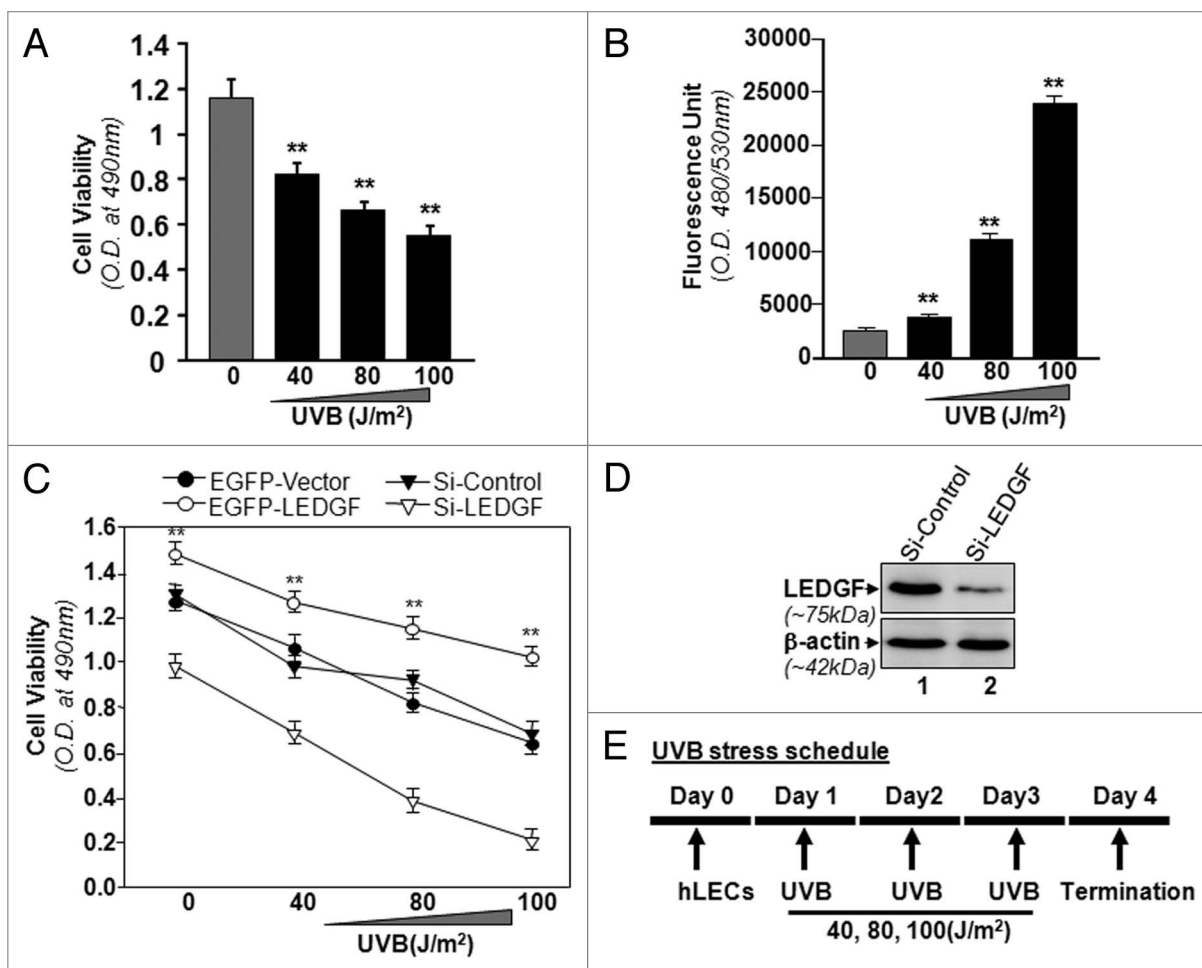 A
Cell Viability
(O.D. at 490nm)
1.4
1.2
1
0.8
0.6
0.4
0.2
0
**
**
**
0 40 80 100
UVB (J/m²)
B
Fluorescence Unit
(O.D. 480/530nm)
30000
25000
20000
15000
10000
5000
0
**
**
**
0 40 80 100
UVB (J/m²)
C
EGFP-Vector Si-Control
EGFP-LEDGF Si-LEDGF
Cell Viability
(O.D. at 490nm)
1.6
1.4
1.2
1.0
0.8
0.6
0.4
0.2
0.0
**
**
**
**
0 40 80 100
UVB(J/m²)
D
Si-Control
Si-LEDGF
LEDGF
(~75kDa)
β-actin
(~42kDa)
1 2
E
UVB stress schedule
Day 0 Day 1 Day2 Day3 Day 4
hLECs UVB UVB UVB Termination
40, 80, 100(J/m²)